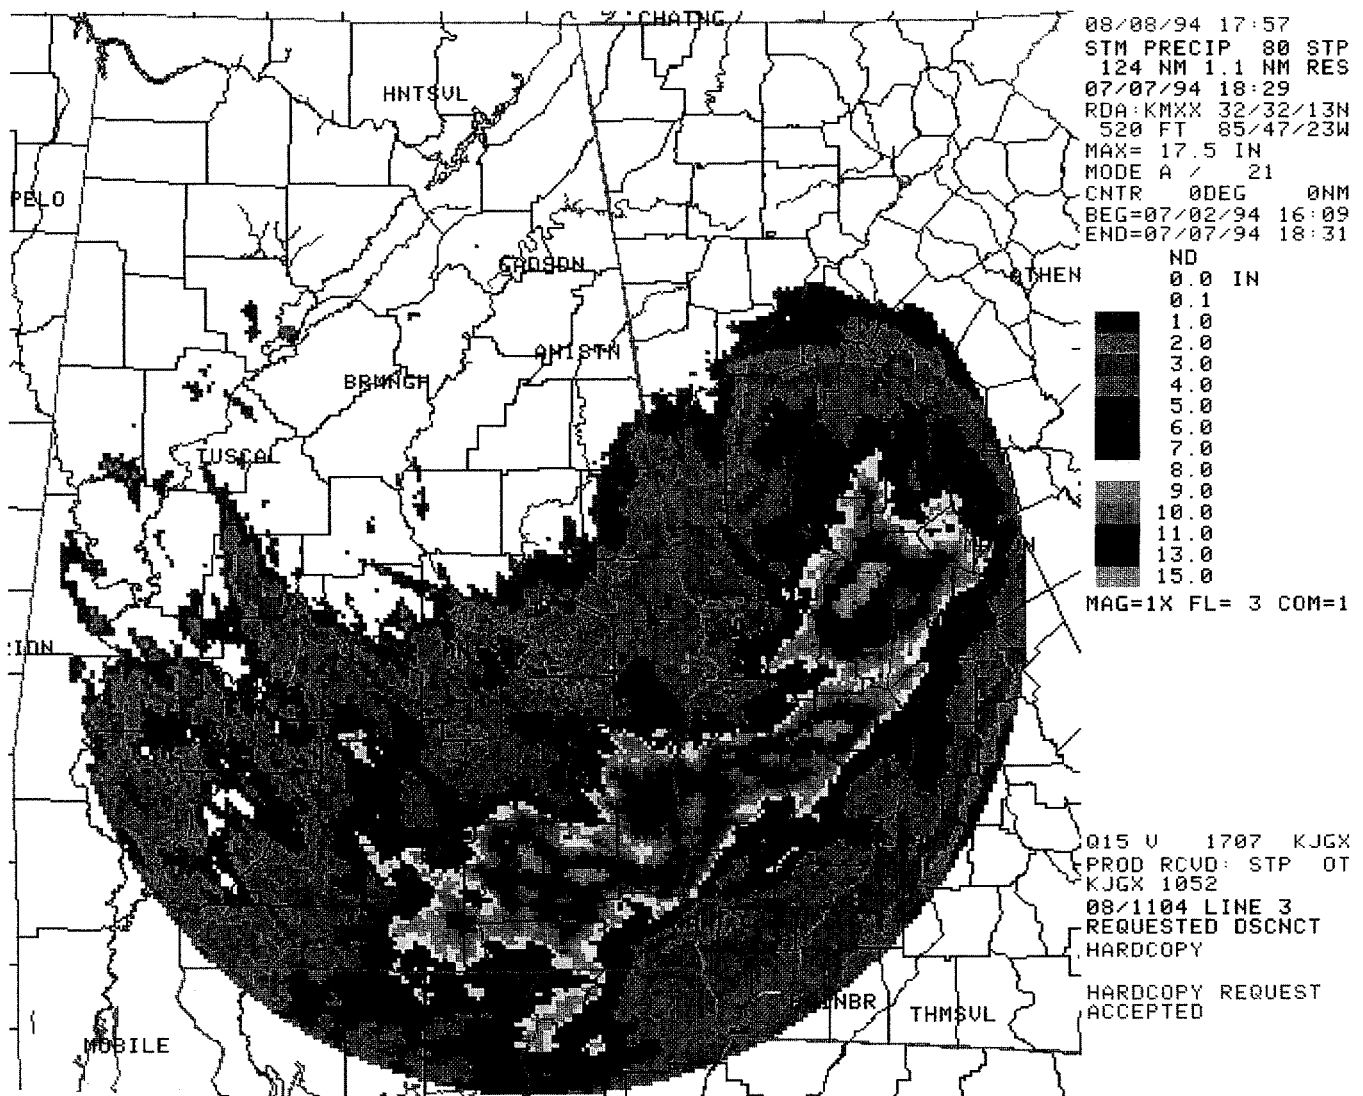 CHATNG
HNTSVL
PELO
GADSDN
ATHEN
ANISTN
BRMNGH
TUSCAL
MOBILE
THMSVL
08/08/94 17:57
STM PRECIP 80 STP
124 NM 1.1 NM RES
07/07/94 18:29
RDA:KMXX 32/32/13N
520 FT 85/47/23W
MAX= 17.5 IN
MODE A / 21
CNTR 0DEG 0NM
BEG=07/02/94 16:09
END=07/07/94 18:31
ND
0.0 IN
0.1
1.0
2.0
3.0
4.0
5.0
6.0
7.0
8.0
9.0
10.0
11.0
13.0
15.0
MAG=1X FL= 3 COM=1
Q15 V 1707 KJGX
PROD RCVD: STP OT
KJGX 1052
08/1104 LINE 3
REQUESTED DSCNCT
HARDCOPY
HARDCOPY REQUEST
ACCEPTED